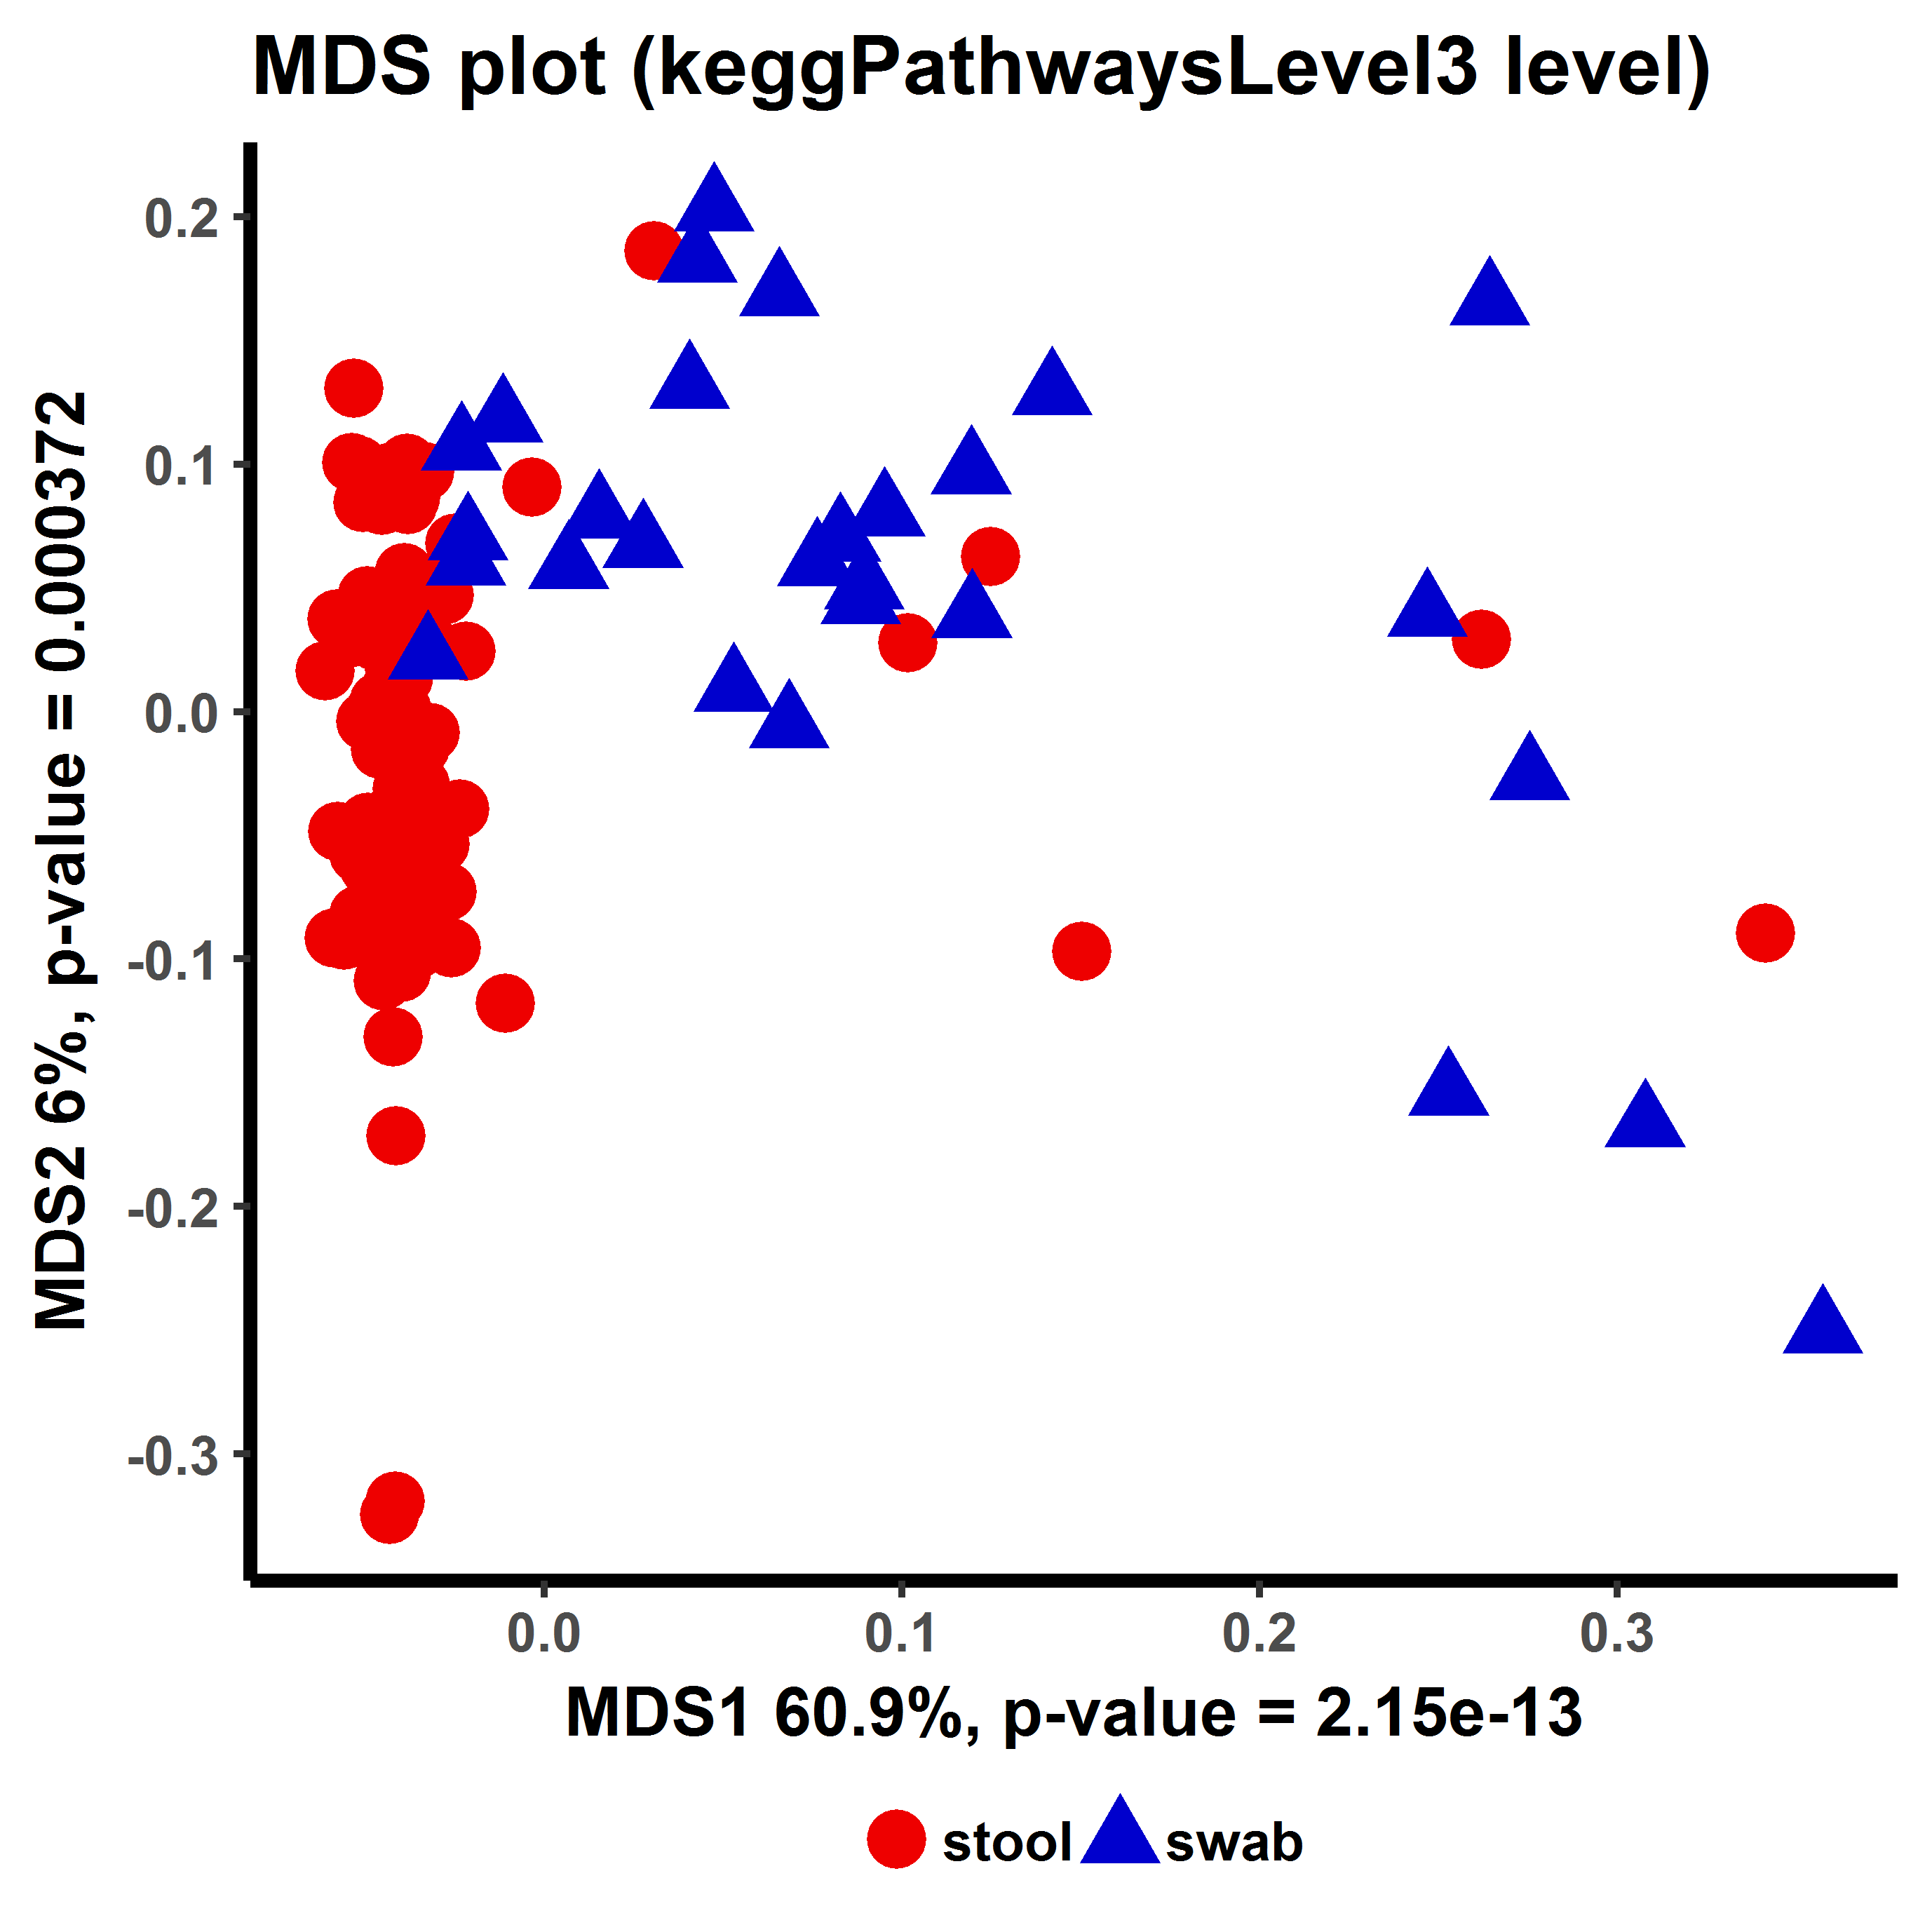 MDS plot (keggPathwaysLevel3 level)
MDS2 6%, p-value = 0.000372
0.2
0.1
0.0
-0.1
-0.2
-0.3
0.0 0.1 0.2 0.3
MDS1 60.9%, p-value = 2.15e-13
stool swab